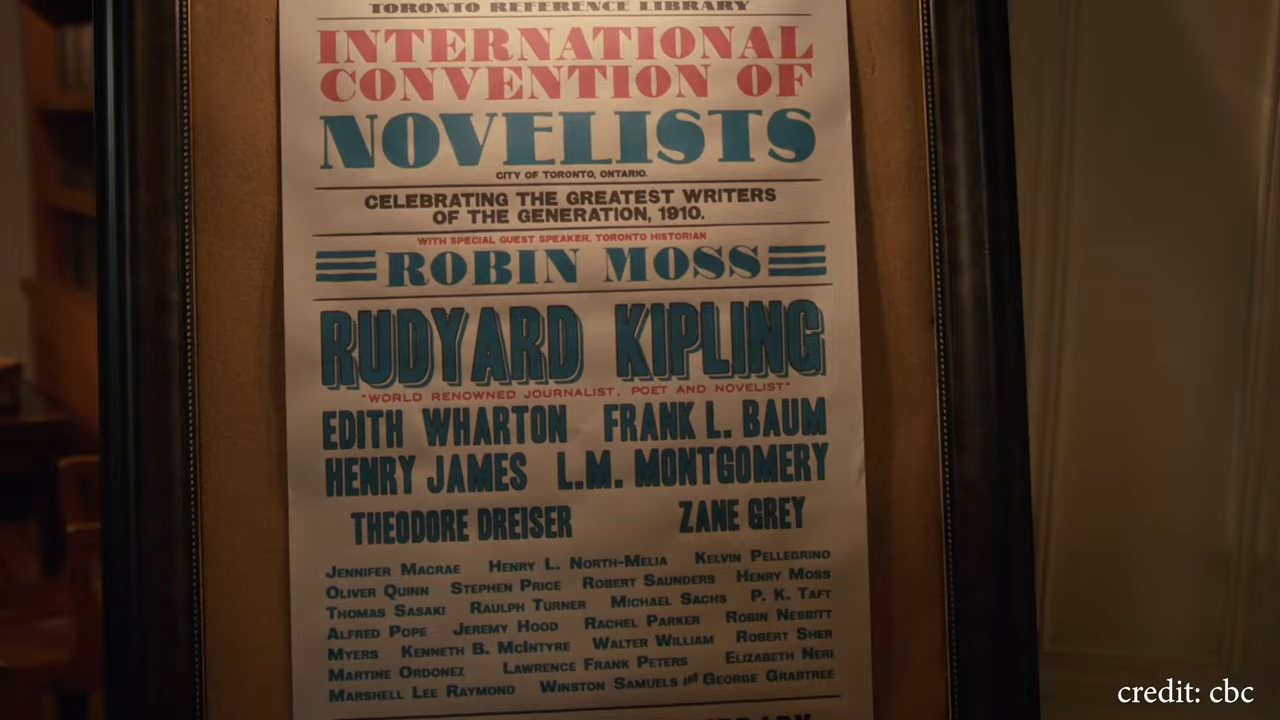 TORONTO REFERENCE LIBRARY
INTERNATIONAL
CONVENTION OF
NOVELISTS
CITY OF TORONTO, ONTARIO.
CELEBRATING THE GREATEST WRITERS
OF THE GENERATION, 1910.
WITH SPECIAL GUEST SPEAKER, TORONTO HISTORIAN
ROBIN MOSS
RUDYARD KIPLING
"WORLD RENOWNED JOURNALIST, POET AND NOVELIST"
EDITH WHARTON FRANK L. BAUM
HENRY JAMES L.M. MONTGOMERY
THEODORE DREISER ZANE GREY
JENNIFER MACRAE HENRY L. NORTH-MELIA KELVIN PELLEGRINO
OLIVER QUINN STEPHEN PRICE ROBERT SAUNDERS HENRY MOSS
THOMAS SASAKI RAULPH TURNER MICHAEL SACHS P. K. TAFT
ALFRED POPE JEREMY HOOD RACHEL PARKER ROBIN NESBITT
MYERS KENNETH B. MCINTYRE WALTER WILLIAM ROBERT SHER
MARTINE ORDONEZ LAWRENCE FRANK PETERS ELIZABETH NERI
MARSHELL LEE RAYMOND WINSTON SAMUELS AND GEORGE GRABTREE
credit: cbc